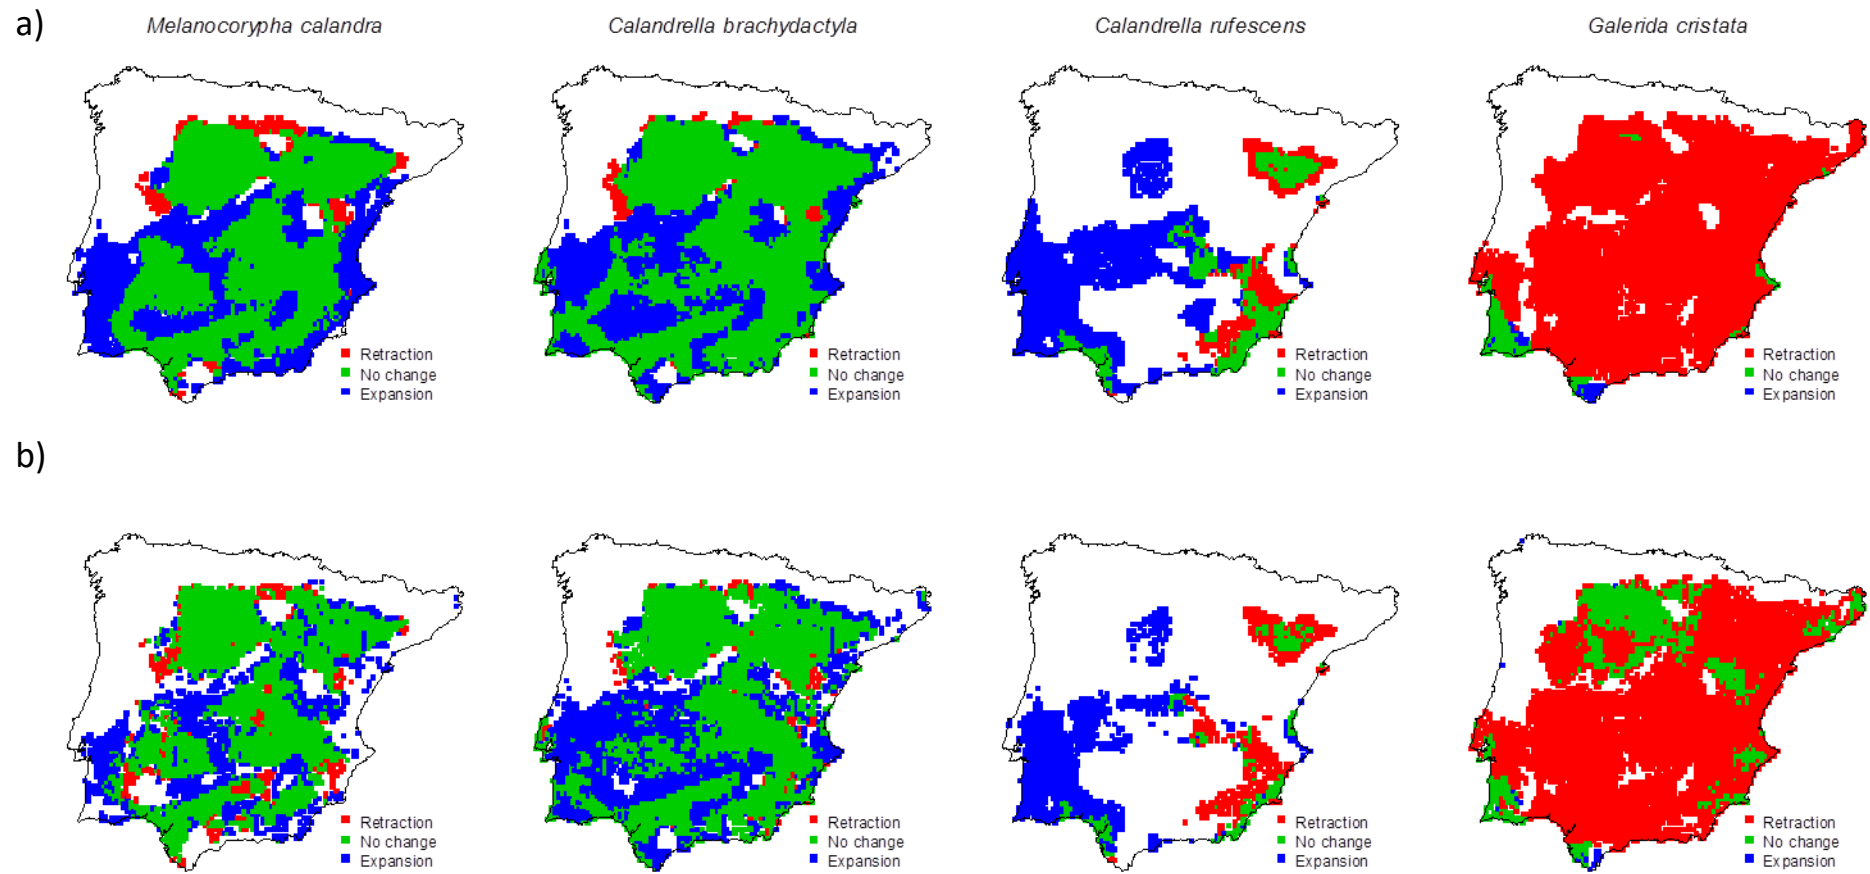 a)
Melanocorypha calandra
Calandrella brachydactyla
Calandrella rufescens
Galerida cristata
Retraction
No change
Expansion
Retraction
No change
Expansion
Retraction
No change
Expansion
Retraction
No change
Expansion
b)
Retraction
No change
Expansion
Retraction
No change
Expansion
Retraction
No change
Expansion
Retraction
No change
Expansion